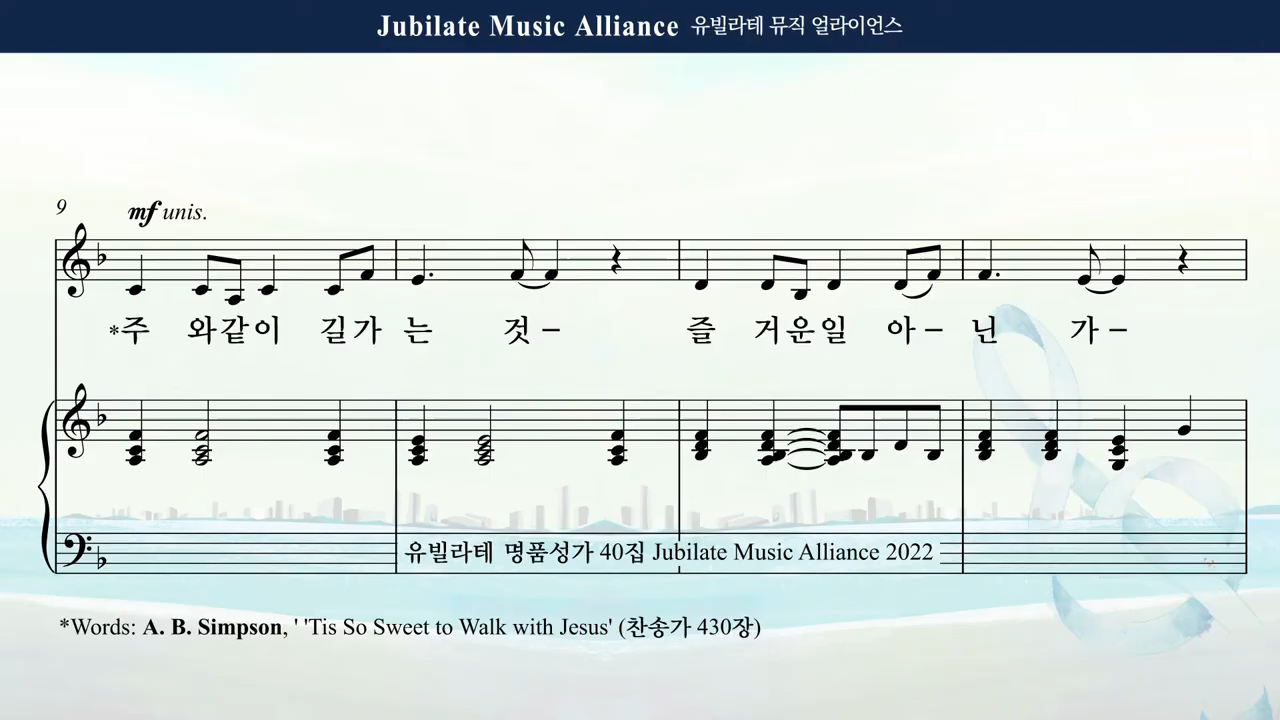 Jubilate Music Alliance 유빌라테 뮤직 얼라이언스
9
mf unis.
*주 와같이 길가 는 것 – 즐 거운일 아 – 닌 가 –
유빌라테 명품성가 40집 Jubilate Music Alliance 2022
*Words: A. B. Simpson, ' 'Tis So Sweet to Walk with Jesus' (찬송가 430장)